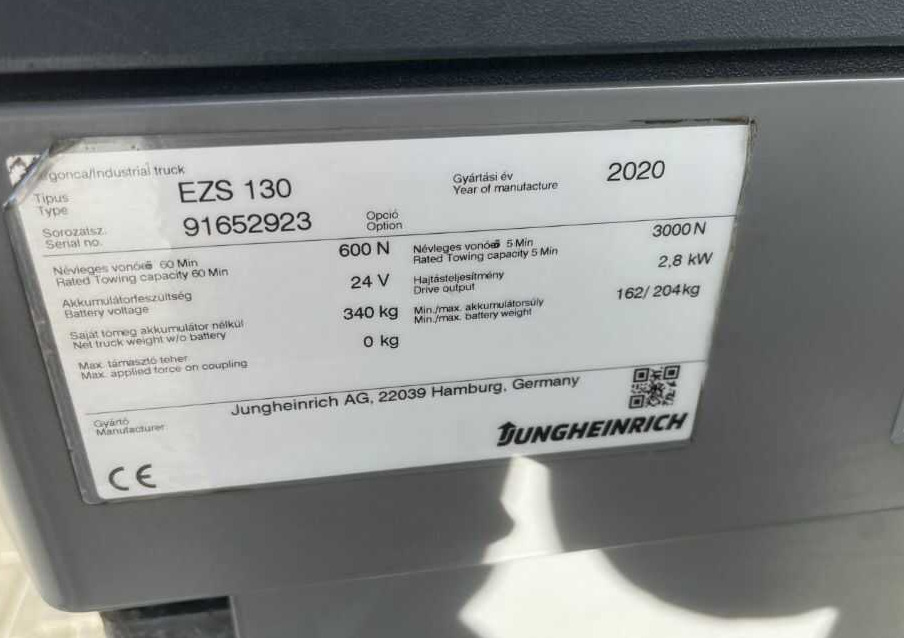 gonca/Industrial truck
Típus
Type
EZS 130
Gyártási év
Year of manufacture
2020
Sorozatsz.
Serial no.
91652923
Opció
Option
Névleges 60 Min
Rated Towing capacity 60 Min
600 N
Névleges 5 Min
Rated Towing capacity 5 Min
3000 N
Akkumulátorfeszültség
Battery voltage
24 V
Hajtásteljesítmény
Drive output
2,8 kW
Saját tömeg akkumulátor nélkül
Net truck weight w/o battery
340 kg
Min./max. akkumulátorsúly
Min./max. battery weight
162/ 204kg
Max. támasztó teher
Max. applied force on coupling
0 kg
Gyártó
Manufacturer
Jungheinrich AG, 22039 Hamburg, Germany
JUNGHEINRICH
CE